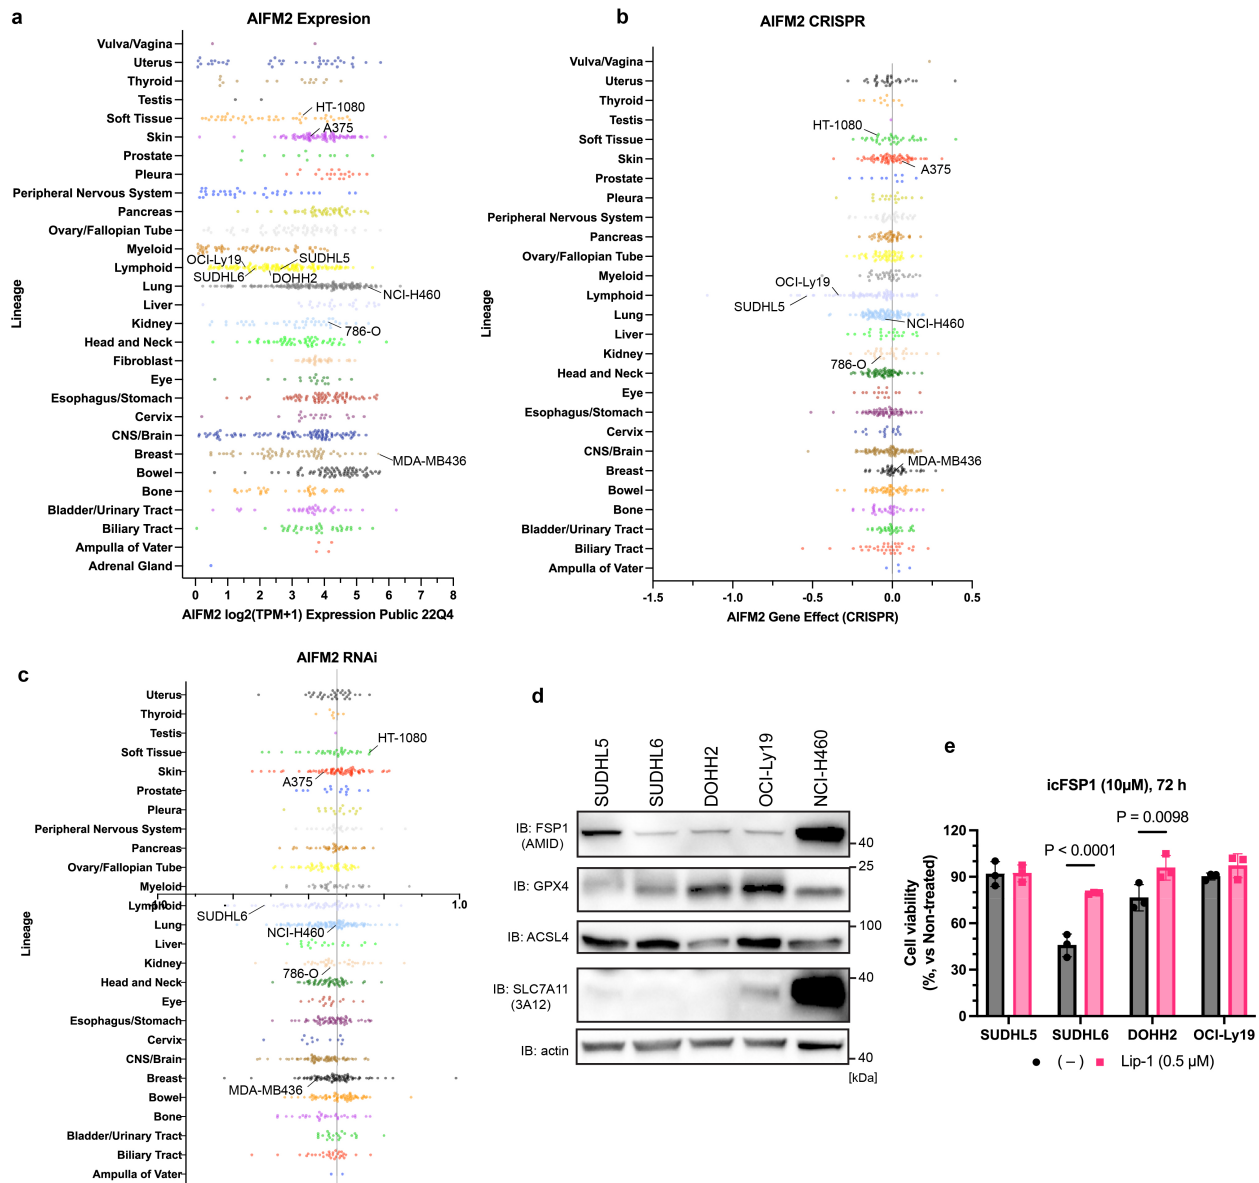 a
AIFM2 Expresion
Vulva/Vagina
Uterus
Thyroid
Testis
Soft Tissue
Skin
Prostate
Pleura
Peripheral Nervous System
Pancreas
Ovary/Fallopian Tube
Myeloid
Lymphoid
Lung
Liver
Kidney
Head and Neck
Fibroblast
Eye
Esophagus/Stomach
Cervix
CNS/Brain
Breast
Bowel
Bone
Bladder/Urinary Tract
Biliary Tract
Ampulla of Vater
Adrenal Gland
Lineage
HT-1080
A375
OCI-Ly19
SUDHL5
SUDHL6
DOHH2
NCI-H460
786-O
MDA-MB436
0 1 2 3 4 5 6 7 8
AIFM2 log2(TPM+1) Expression Public 22Q4
b
AIFM2 CRISPR
Vulva/Vagina
Uterus
Thyroid
Testis
Soft Tissue
Skin
Prostate
Pleura
Peripheral Nervous System
Pancreas
Ovary/Fallopian Tube
Myeloid
Lymphoid
Lung
Liver
Kidney
Head and Neck
Eye
Esophagus/Stomach
Cervix
CNS/Brain
Breast
Bowel
Bone
Bladder/Urinary Tract
Biliary Tract
Ampulla of Vater
Lineage
HT-1080
A375
OCI-Ly19
SUDHL5
NCI-H460
786-O
MDA-MB436
-1.5 -1.0 -0.5 0.0 0.5
AIFM2 Gene Effect (CRISPR)
c
AIFM2 RNAi
Uterus
Thyroid
Testis
Soft Tissue
Skin
Prostate
Pleura
Peripheral Nervous System
Pancreas
Ovary/Fallopian Tube
Myeloid
Lymphoid
Lung
Liver
Kidney
Head and Neck
Eye
Esophagus/Stomach
Cervix
CNS/Brain
Breast
Bowel
Bone
Bladder/Urinary Tract
Biliary Tract
Ampulla of Vater
Lineage
HT-1080
A375
1.0
SUDHL6
NCI-H460
786-O
MDA-MB436
d
SUDHL5
SUDHL6
DOHH2
OCI-Ly19
NCI-H460
IB: FSP1
(AMID)
40
25
IB: GPX4
100
IB: ACSL4
40
IB: SLC7A11
(3A12)
IB: actin
40
[kDa]
e
icFSP1 (10μM), 72 h
P = 0.0098
P < 0.0001
120
90
60
30
0
Cell viability
(%, vs Non-treated)
SUDHL5 SUDHL6 DOHH2 OCI-Ly19
(−) Lip-1 (0.5 μM)